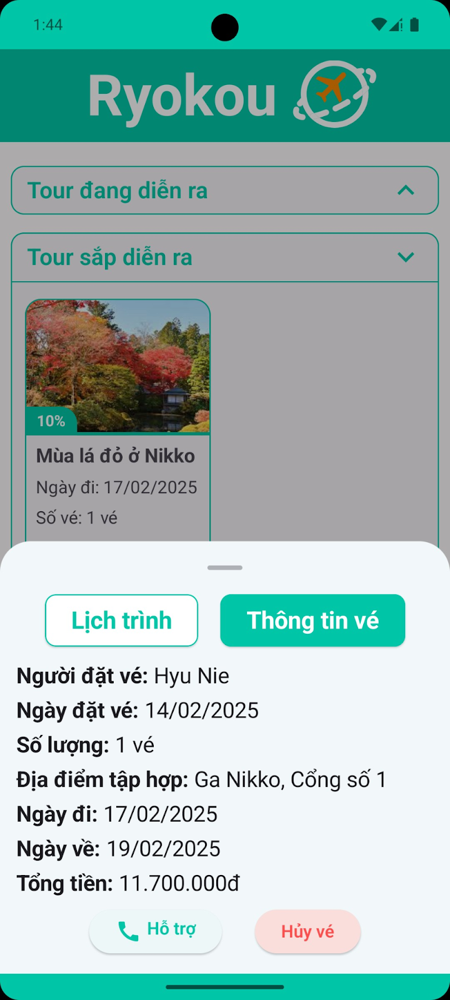 1:44
Ryokou
Tour đang diễn ra
Tour sắp diễn ra
10%
Mùa lá đỏ ở Nikko
Ngày đi: 17/02/2025
Số vé: 1 vé
Lịch trình
Thông tin vé
Người đặt vé: Hyu Nie
Ngày đặt vé: 14/02/2025
Số lượng: 1 vé
Địa điểm tập hợp: Ga Nikko, Cổng số 1
Ngày đi: 17/02/2025
Ngày về: 19/02/2025
Tổng tiền: 11.700.000đ
Hỗ trợ
Hủy vé